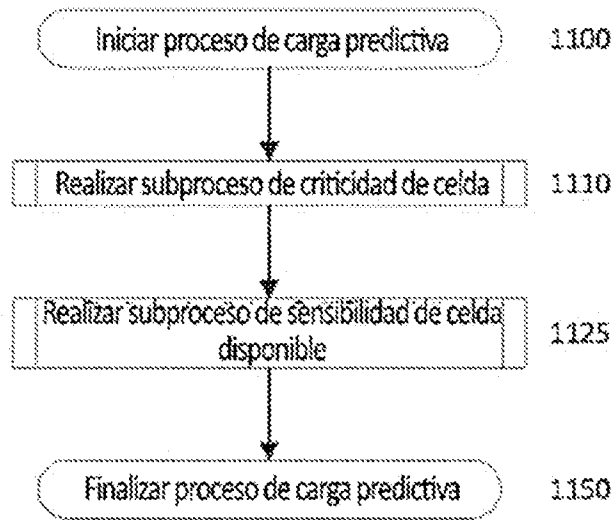 Iniciar proceso de carga predictiva 1100
Realizar subproceso de criticidad de celda 1110
Realizar subproceso de sensibilidad de celda
disponible 1125
Finalizar proceso de carga predictiva 1150